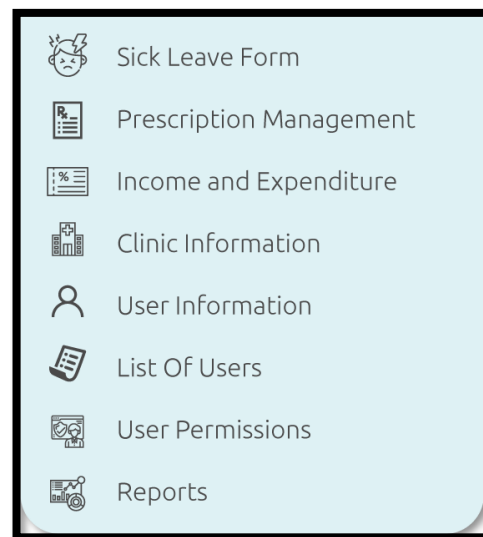 Sick Leave Form
Prescription Management
Income and Expenditure
Clinic Information
User Information
List Of Users
User Permissions
Reports